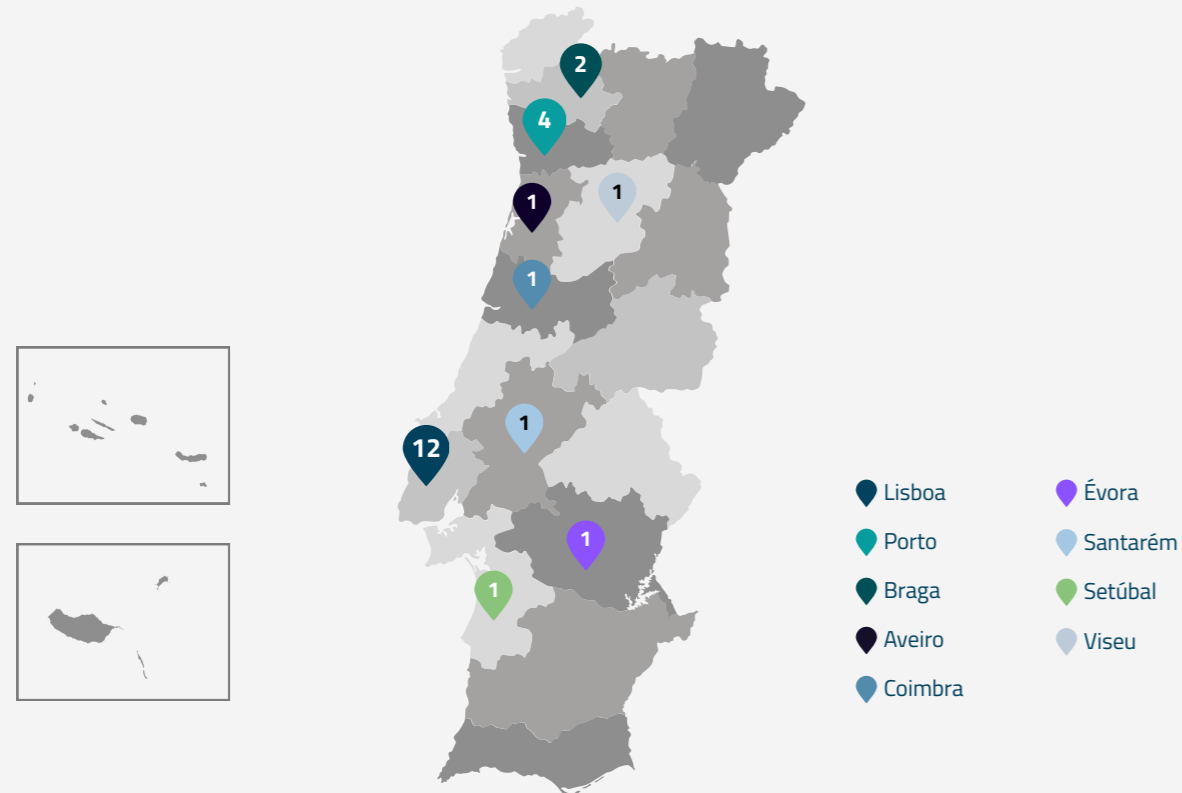 2
4
1
1
1
1
12
1
1
Lisboa
Porto
Braga
Aveiro
Coimbra
Évora
Santarém
Setúbal
Viseu